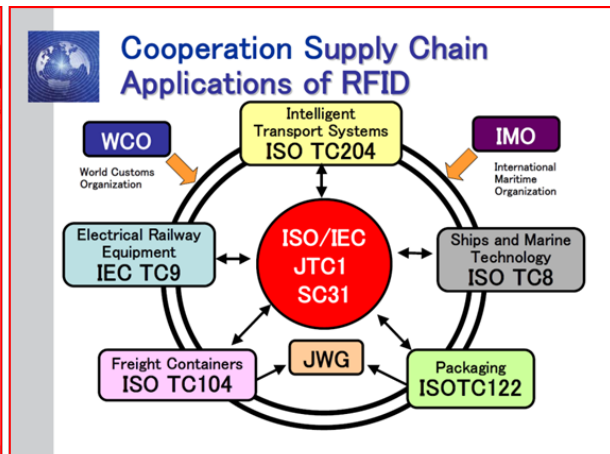 Cooperation Supply Chain
Applications of RFID
Intelligent
Transport Systems
ISO TC204
WCO
World Customs
Organization
IMO
International
Maritime
Organization
Electrical Railway
Equipment
IEC TC9
ISO/IEC
JTC1
SC31
Ships and Marine
Technology
ISO TC8
Freight Containers
ISO TC104
JWG
Packaging
ISOTC122